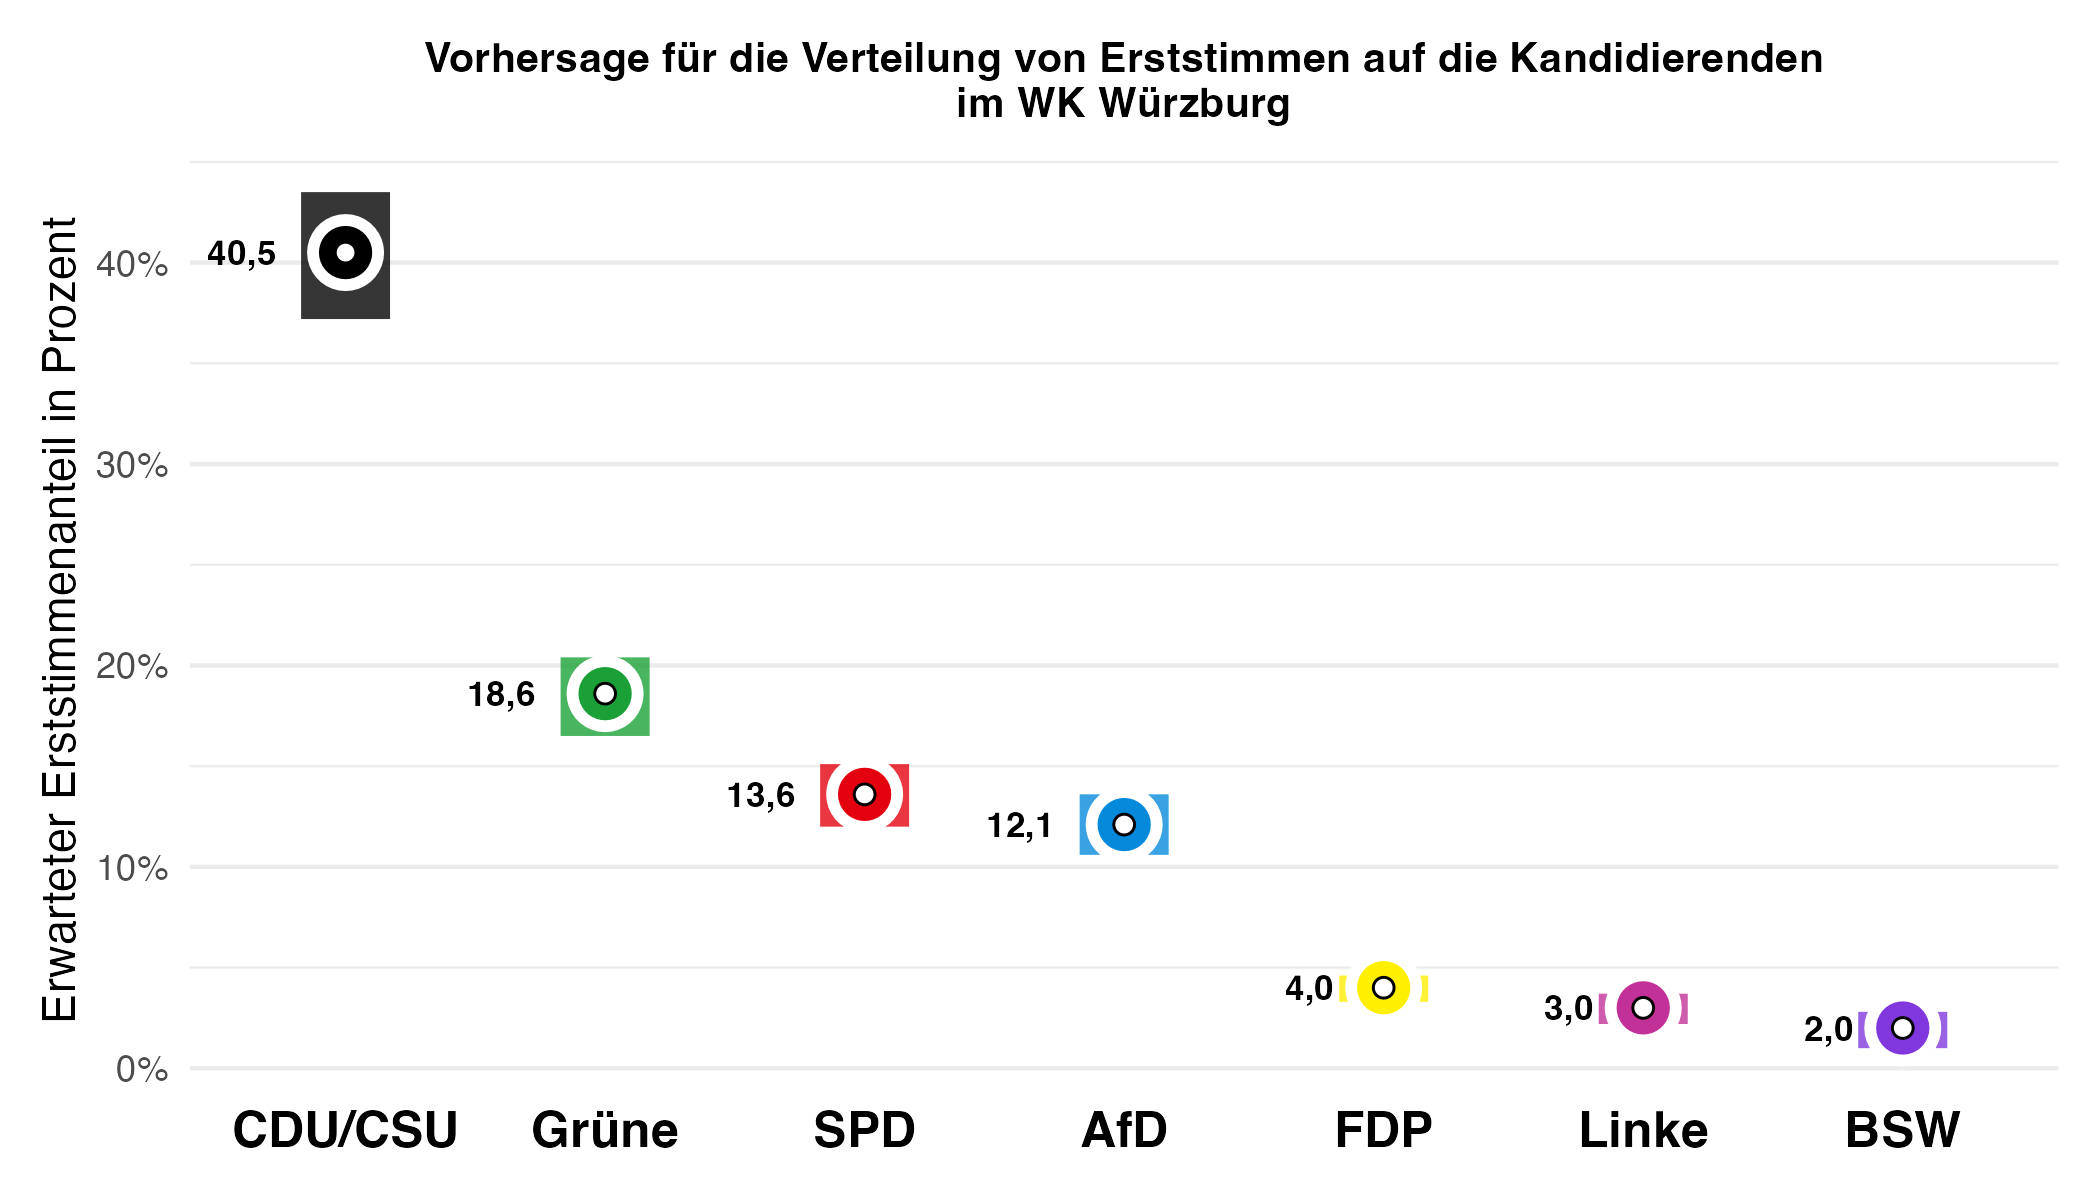 Vorhersage für die Verteilung von Erststimmen auf die Kandidierenden
im WK Würzburg
Erwarteter Erststimmenanteil in Prozent
40%
30%
20%
10%
0%
40,5
18,6
13,6
12,1
4,0
3,0
2,0
CDU/CSU
Grüne
SPD
AfD
FDP
Linke
BSW